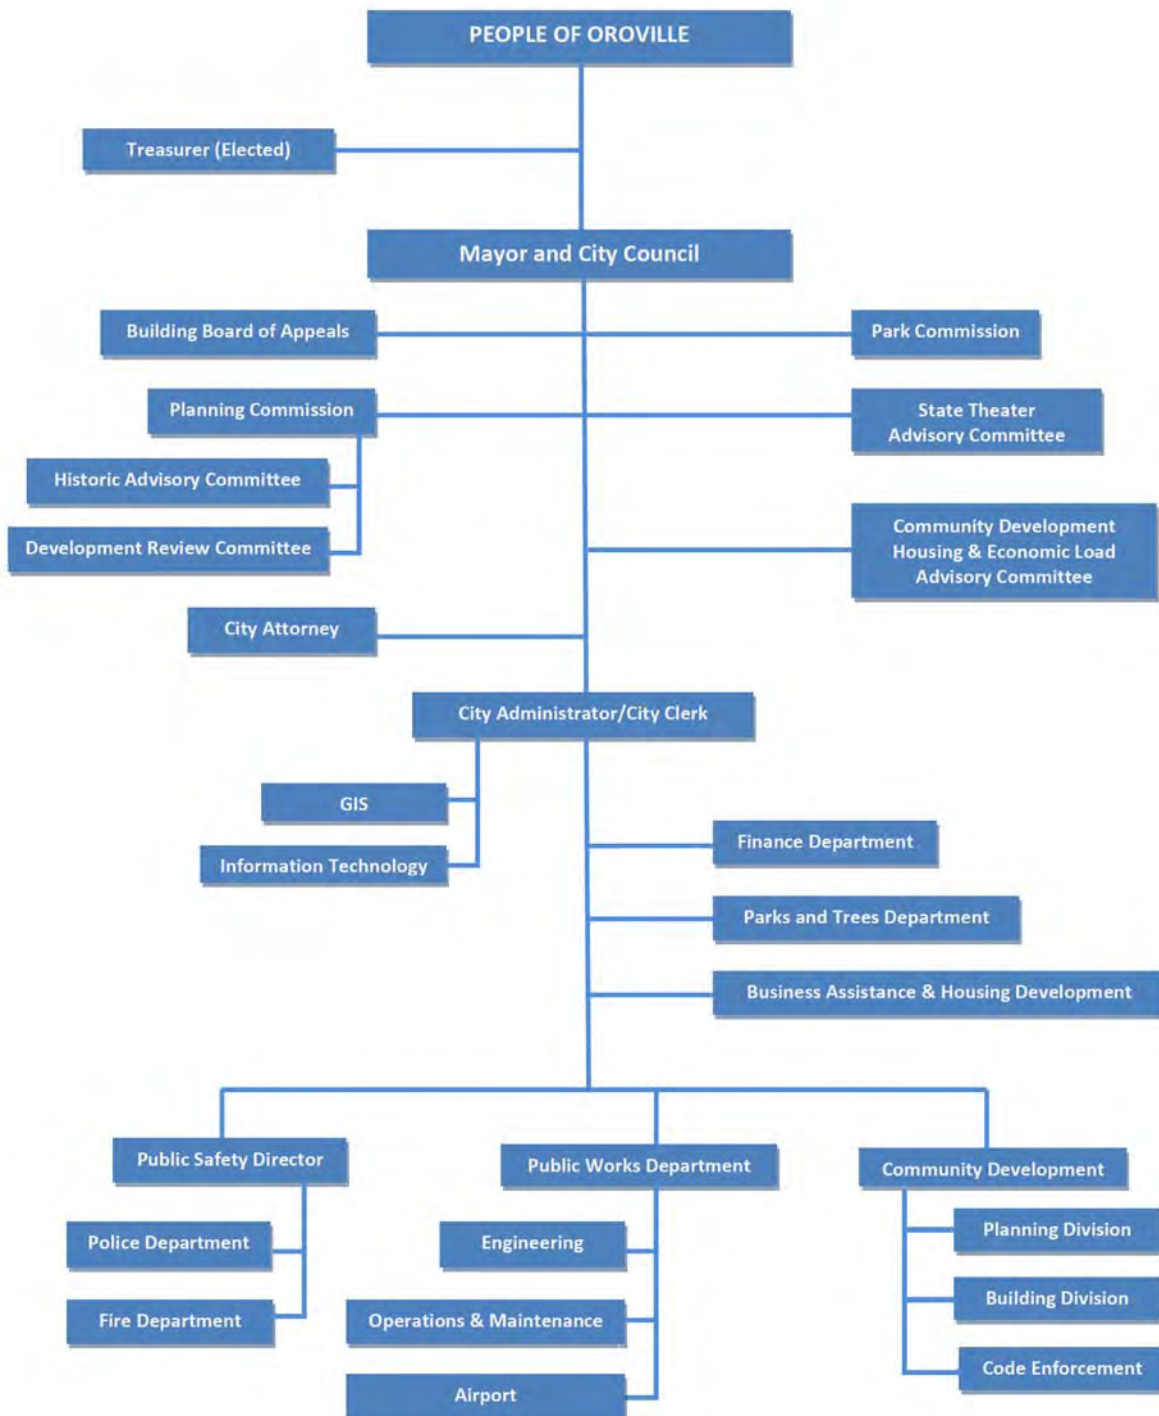 PEOPLE OF OROVILLE
Treasurer (Elected)
Mayor and City Council
Building Board of Appeals
Park Commission
Planning Commission
State Theater
Advisory Committee
Historic Advisory Committee
Development Review Committee
Community Development
Housing & Economic Load
Advisory Committee
City Attorney
City Administrator/City Clerk
GIS
Information Technology
Finance Department
Parks and Trees Department
Business Assistance & Housing Development
Public Safety Director
Police Department
Fire Department
Public Works Department
Engineering
Operations & Maintenance
Airport
Community Development
Planning Division
Building Division
Code Enforcement